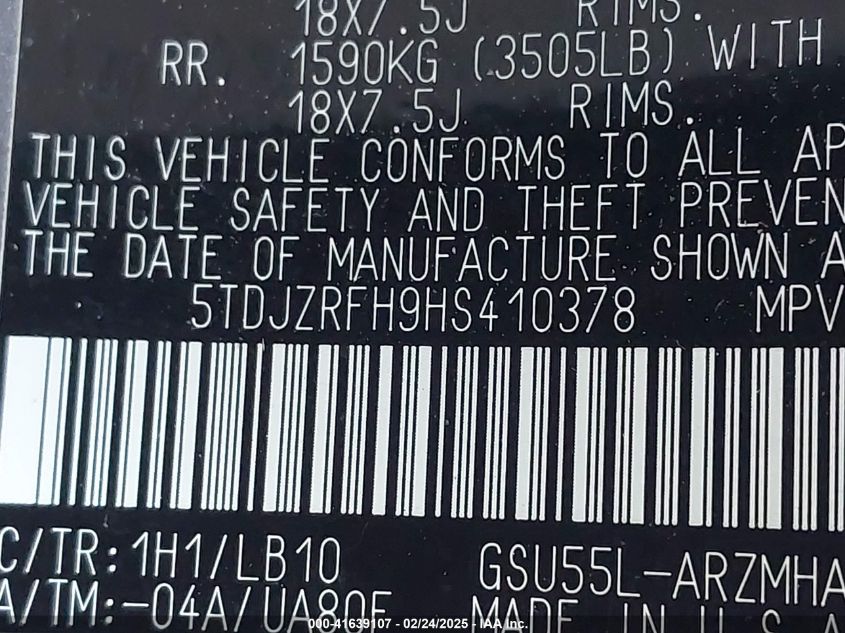 18X7.5J RIMS.
RR. 1590KG (3505LB) WITH
18X7.5J RIMS.
THIS VEHICLE CONFORMS TO ALL AP
VEHICLE SAFETY AND THEFT PREVEN
THE DATE OF MANUFACTURE SHOWN A
5TDJZRFH9HS410378 MPV
C/TR:1H1/LB10 GSU55L-ARZMHA
A/TM:-04A/UA80F MADE IN U.S.A
000-41639107 - 02/24/2025 - IAA Inc.